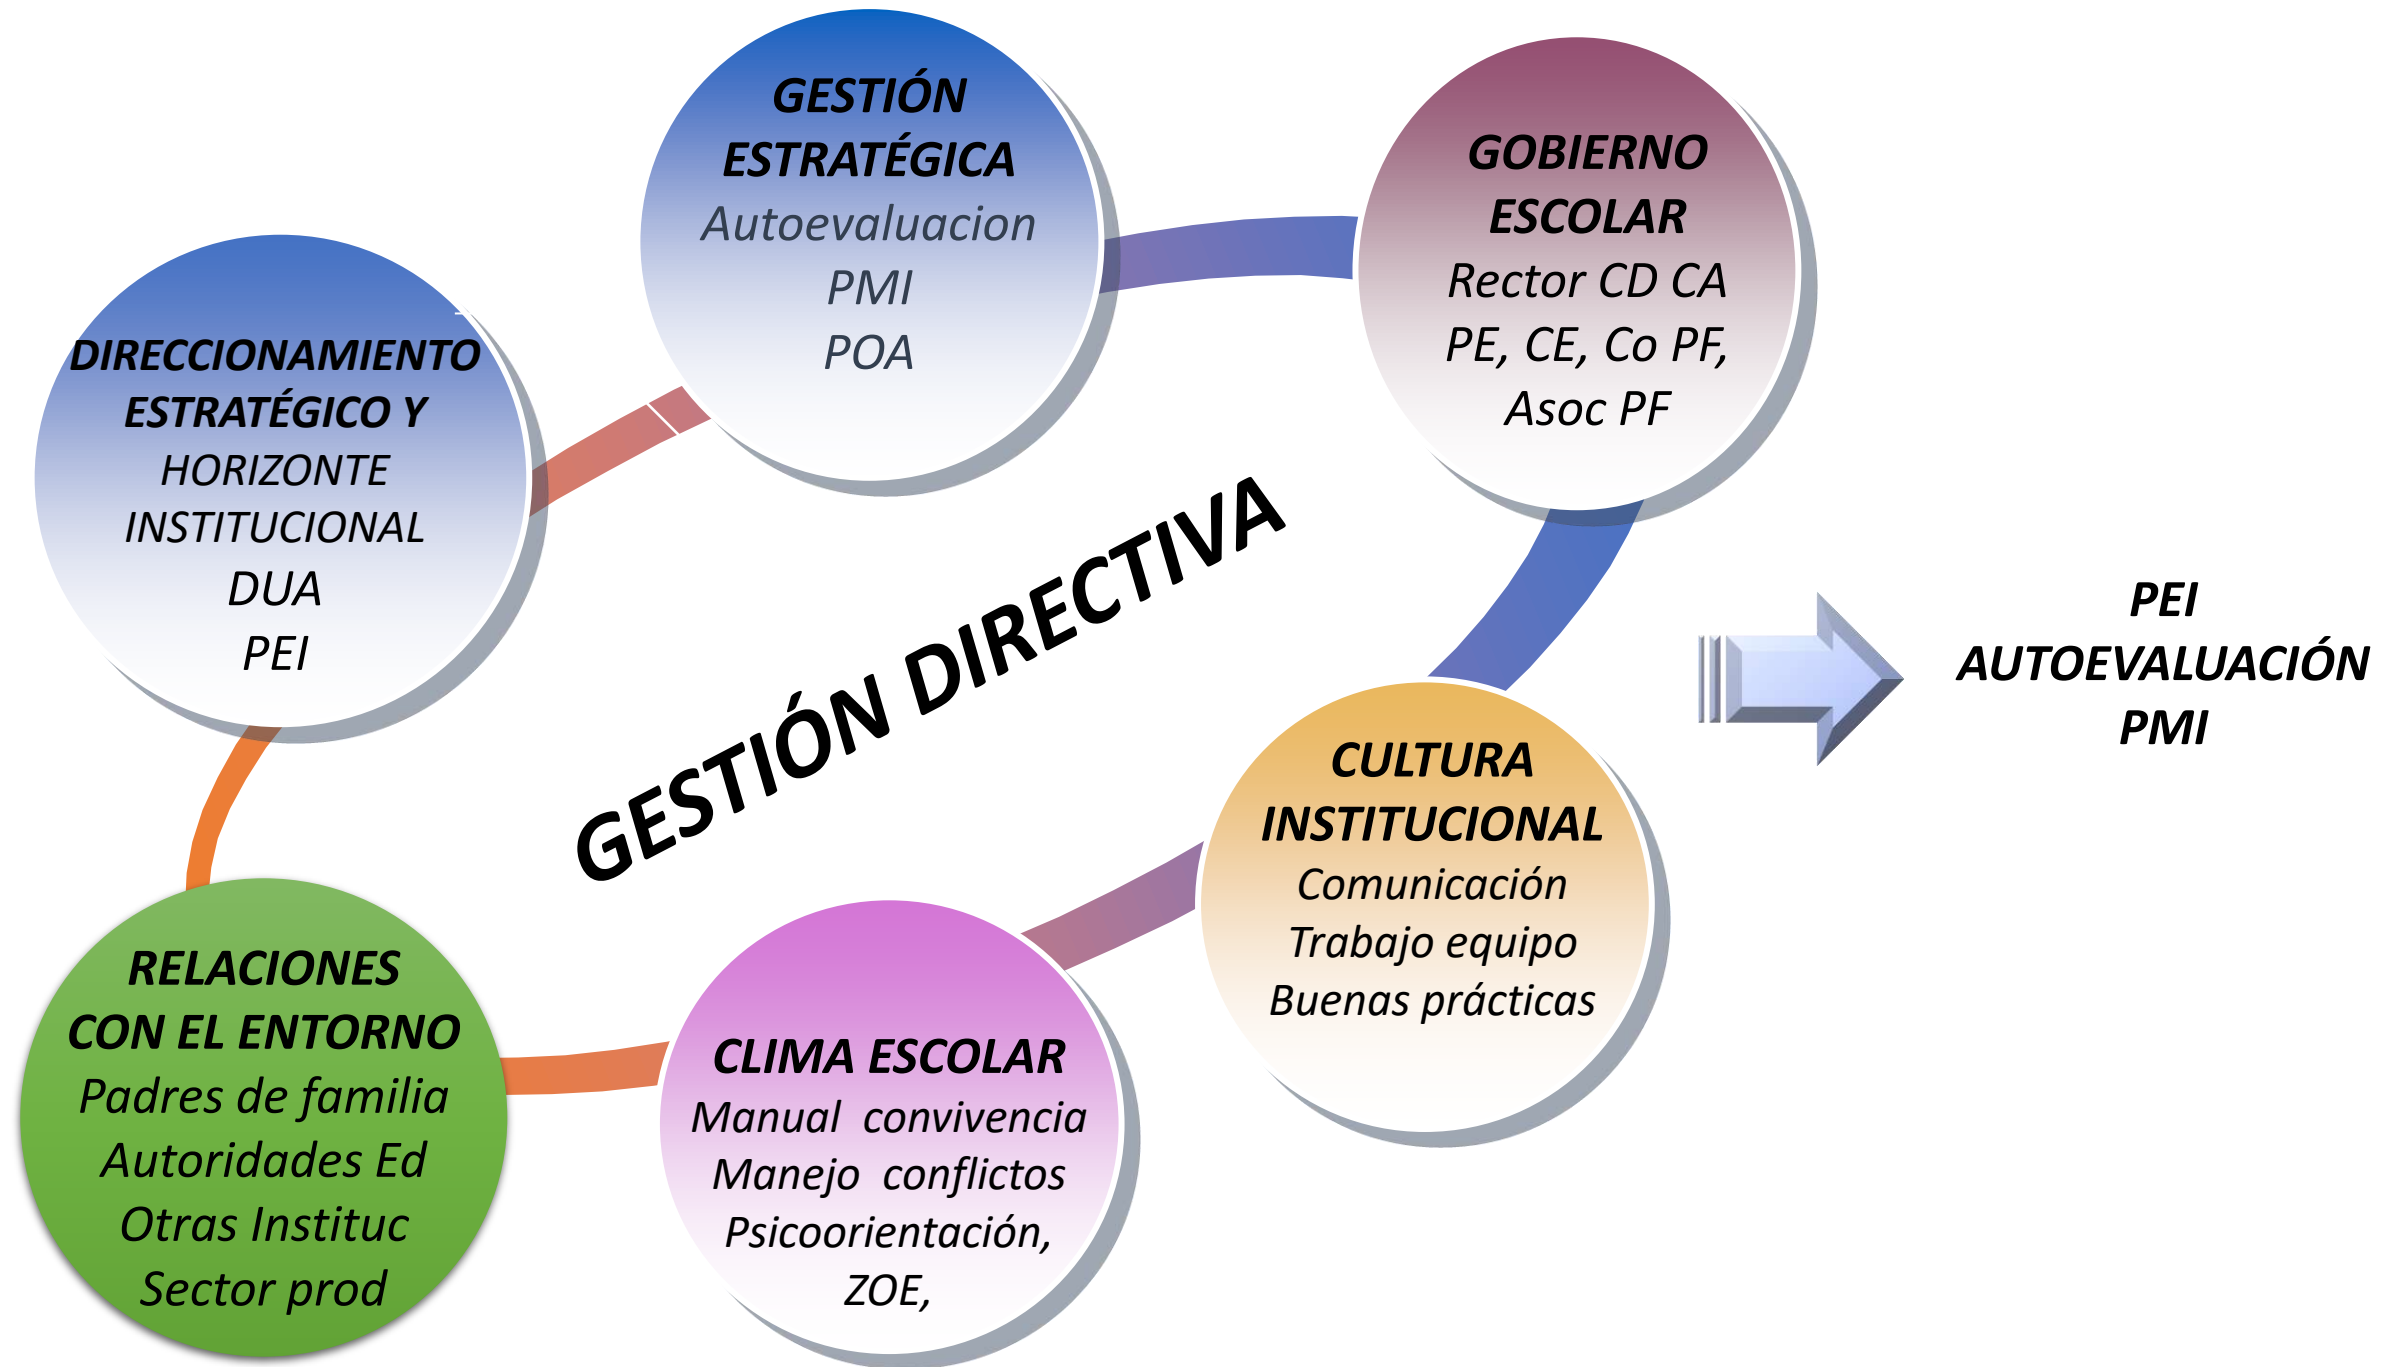 GESTIÓN
ESTRATÉGICA
Autoevaluacion
PMI
POA
GOBIERNO
ESCOLAR
Rector CD CA
PE, CE, Co PF,
Asoc PF
DIRECCIONAMIENTO
ESTRATÉGICO Y
HORIZONTE
INSTITUCIONAL
DUA
PEI
GESTIÓN DIRECTIVA
PEI
AUTOEVALUACIÓN
PMI
CULTURA
INSTITUCIONAL
Comunicación
Trabajo equipo
Buenas prácticas
RELACIONES
CON EL ENTORNO
Padres de familia
Autoridades Ed
Otras Instituc
Sector prod
CLIMA ESCOLAR
Manual  convivencia
Manejo  conflictos
Psicoorientación,
ZOE,